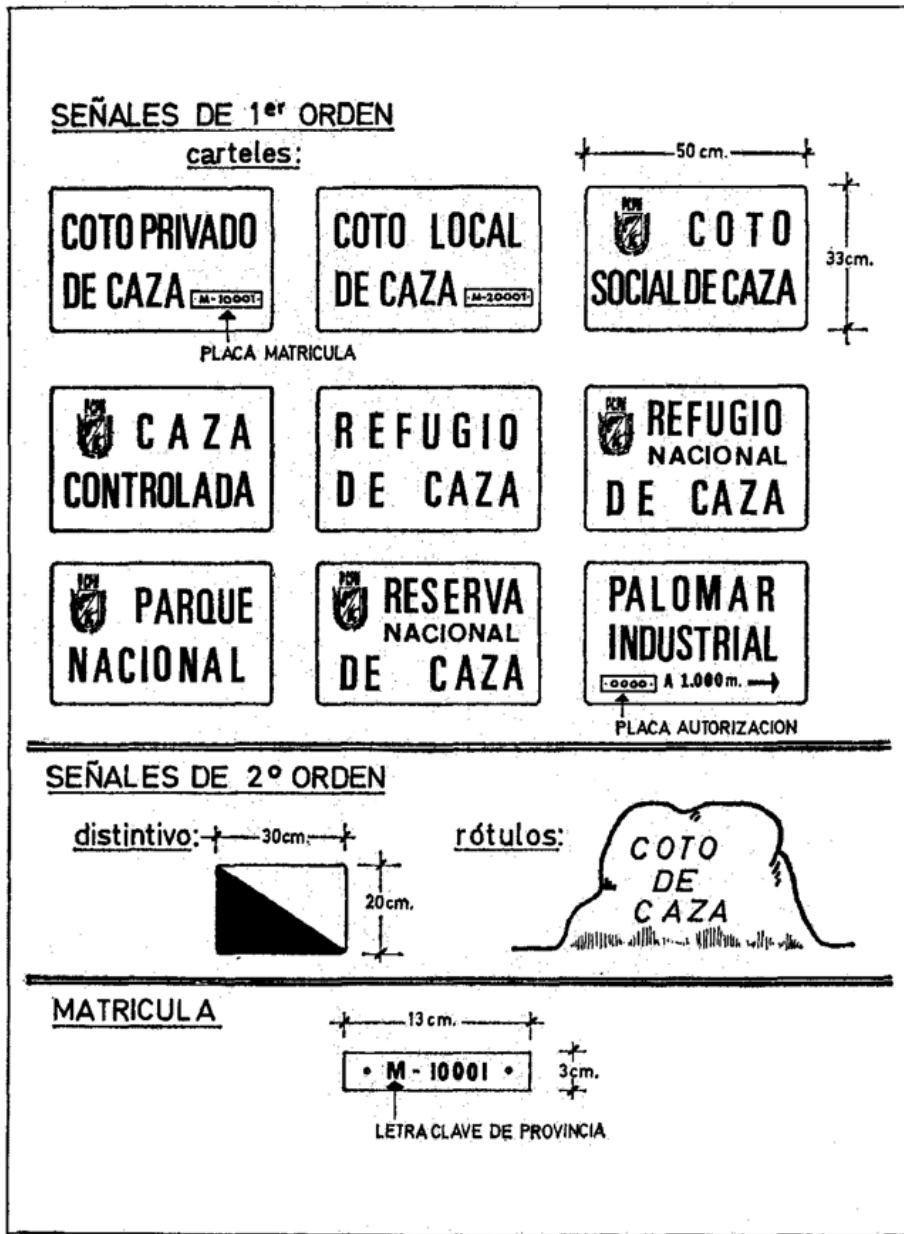 SEÑALES DE 1er ORDEN
carteles:
50 cm.
33cm.
COTO PRIVADO
DE CAZA ·M-10001·
PLACA MATRICULA
COTO LOCAL
DE CAZA ·M-20001·
COTO
SOCIAL DE CAZA
CAZA
CONTROLADA
REFUGIO
DE CAZA
REFUGIO
NACIONAL
DE CAZA
PARQUE
NACIONAL
RESERVA
NACIONAL
DE CAZA
PALOMAR
INDUSTRIAL
·0000· A 1.000m.
PLACA AUTORIZACION
SEÑALES DE 2º ORDEN
distintivo:
30cm.
20cm.
rótulos:
COTO
DE
CAZA
MATRICULA
13 cm.
• M - 10001 •
3cm.
LETRA CLAVE DE PROVINCIA